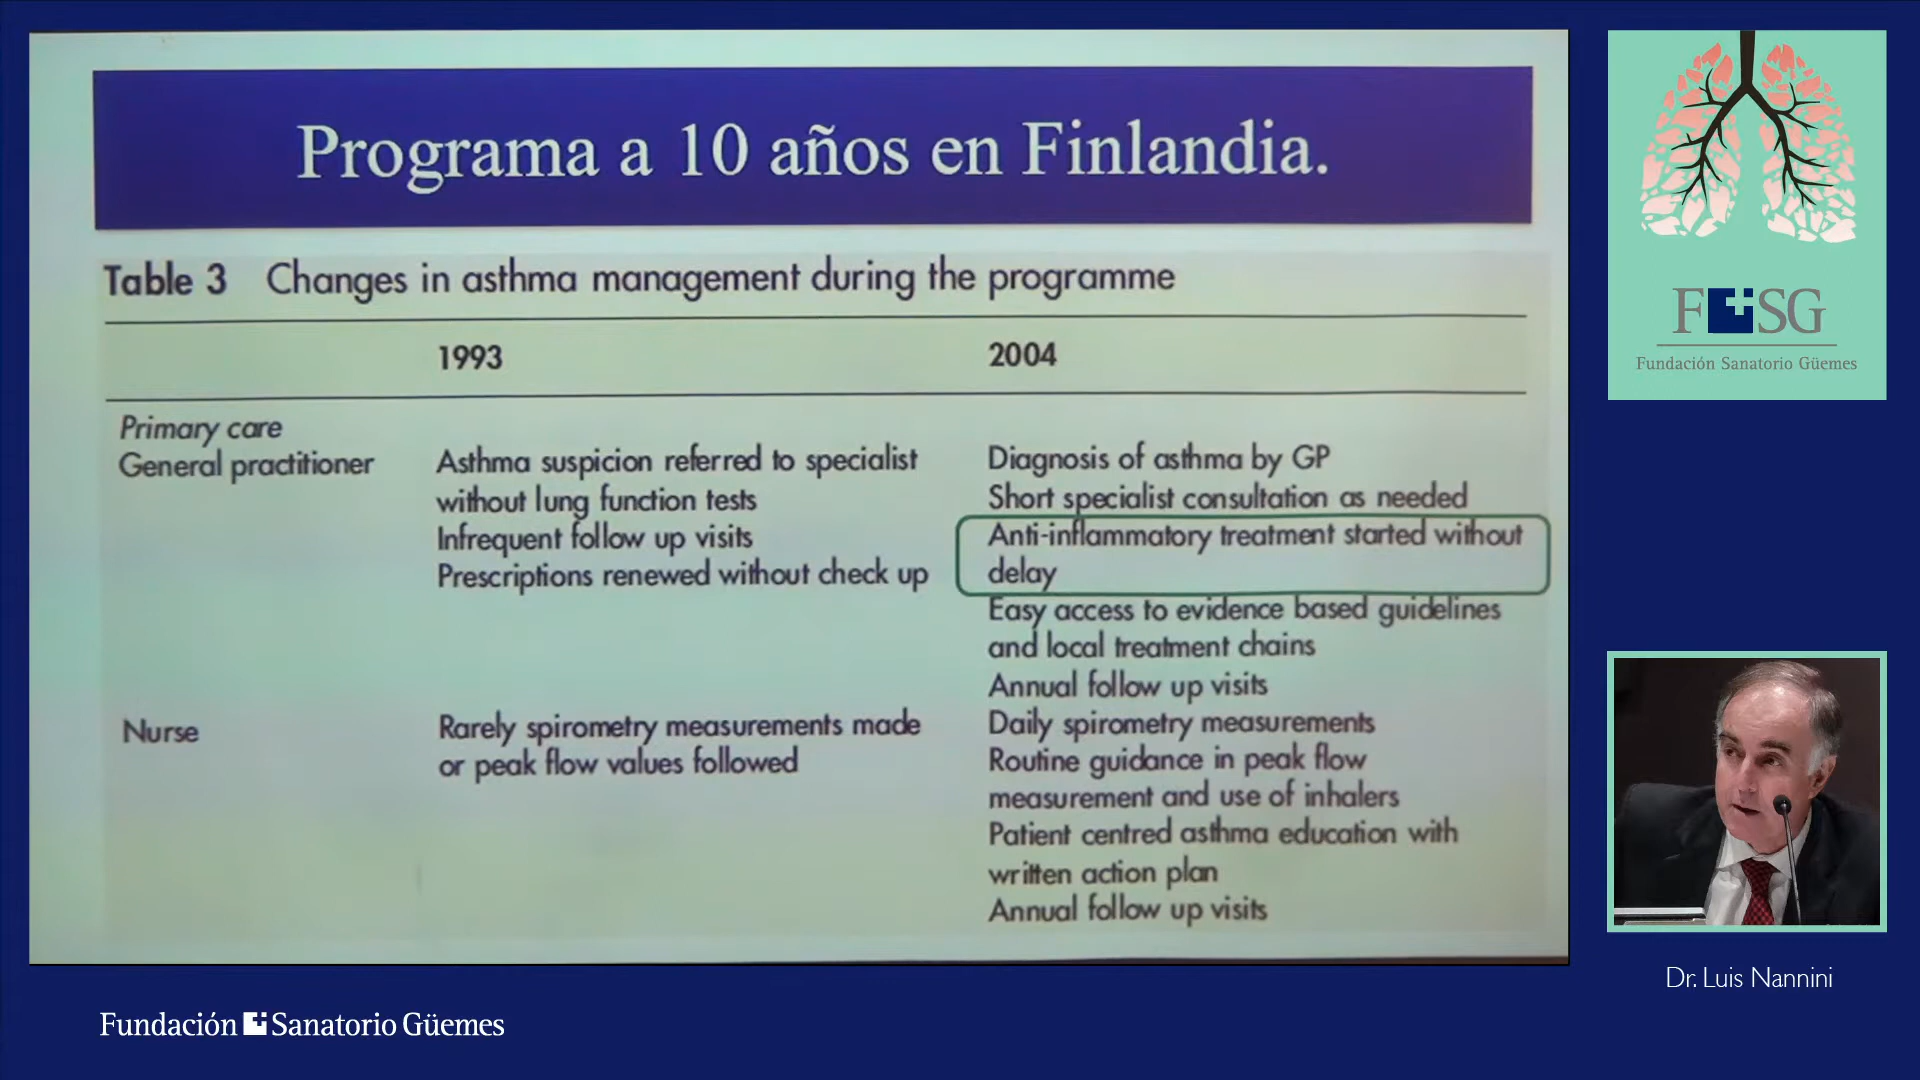 Programa a 10 años en Finlandia.
Table 3 Changes in asthma management during the programme
1993 2004
Primary care
General practitioner
Asthma suspicion referred to specialist
without lung function tests
Infrequent follow up visits
Prescriptions renewed without check up
Diagnosis of asthma by GP
Short specialist consultation as needed
Anti-inflammatory treatment started without
delay
Easy access to evidence based guidelines
and local treatment chains
Annual follow up visits
Nurse
Rarely spirometry measurements made
or peak flow values followed
Daily spirometry measurements
Routine guidance in peak flow
measurement and use of inhalers
Patient centred asthma education with
written action plan
Annual follow up visits
F SG
Fundación Sanatorio Güemes
Dr. Luis Nannini
Fundación Sanatorio Güemes